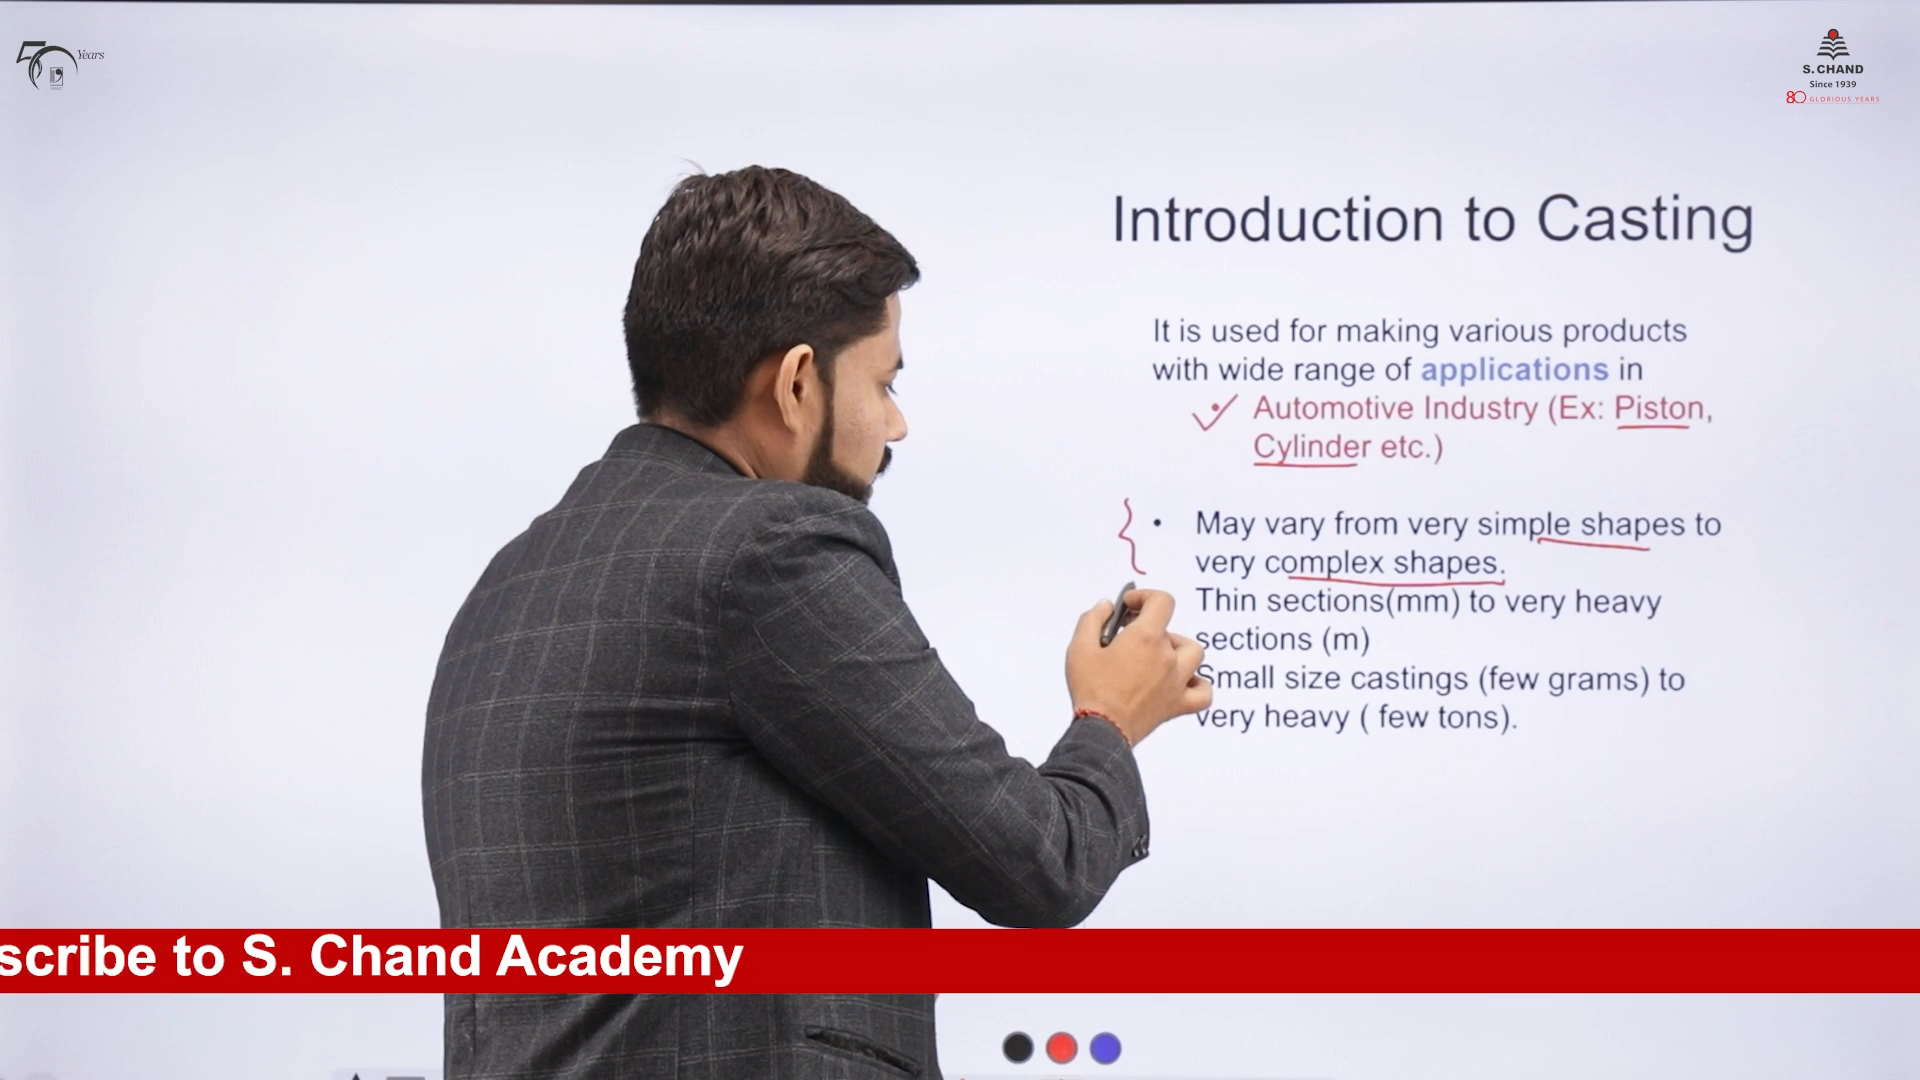 50 Years
S. CHAND
Since 1939
80 GLORIOUS YEARS
Introduction to Casting
It is used for making various products
with wide range of applications in
• Automotive Industry (Ex: Piston,
Cylinder etc.)
• May vary from very simple shapes to
very complex shapes.
Thin sections(mm) to very heavy
sections (m)
Small size castings (few grams) to
very heavy ( few tons).
scribe to S. Chand Academy